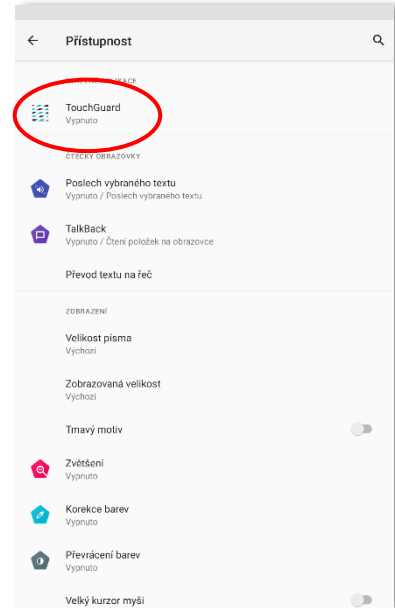 Přístupnost
TouchGuard
Vypnuto
ČTEČKY OBRAZOVKY
Poslech vybraného textu
Vypnuto / Poslech vybraného textu
TalkBack
Vypnuto / Čtení položek na obrazovce
Převod textu na řeč
ZOBRAZENÍ
Velikost písma
Výchozí
Zobrazovaná velikost
Výchozí
Tmavý motiv
Zvětšení
Vypnuto
Korekce barev
Vypnuto
Převrácení barev
Vypnuto
Velký kurzor myši